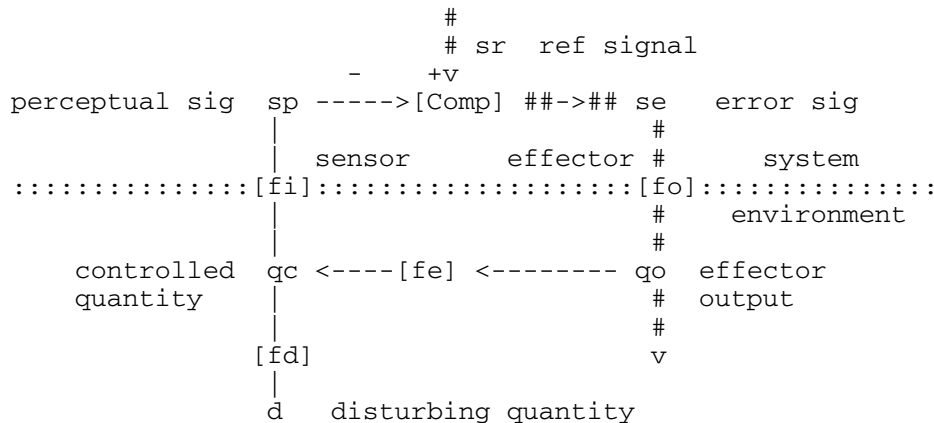 #
# sr ref signal
- +v
perceptual sig sp ----->[Comp] ##->## se error sig
| #
| sensor effector # system
:::::::::::::::[fi]:::::::::::::::::::::[fo]:::::::::::::::
| # environment
| #
controlled qc <----[fe] <-------- qo effector
quantity | # output
| #
[fd] v
|
d disturbing quantity